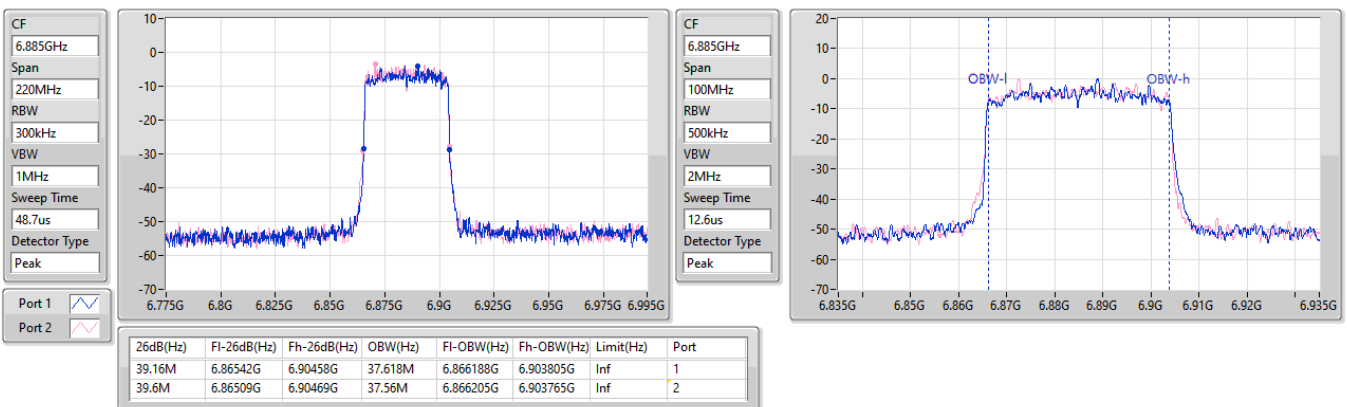 CF
6.885GHz
Span
220MHz
RBW
300kHz
VBW
1MHz
Sweep Time
48.7us
Detector Type
Peak
Port 1
Port 2
10
0
-10
-20
-30
-40
-50
-60
-70
6.775G 6.8G 6.825G 6.85G 6.875G 6.9G 6.925G 6.95G 6.975G 6.995G
CF
6.885GHz
Span
100MHz
RBW
500kHz
VBW
2MHz
Sweep Time
12.6us
Detector Type
Peak
20
10
0
-10
-20
-30
-40
-50
-60
-70
OBW-l OBW-h
6.835G 6.85G 6.86G 6.87G 6.88G 6.89G 6.9G 6.91G 6.92G 6.935G
26dB(Hz) Fl-26dB(Hz) Fh-26dB(Hz) OBW(Hz) Fl-OBW(Hz) Fh-OBW(Hz) Limit(Hz) Port
39.16M 6.86542G 6.90458G 37.618M 6.866188G 6.903805G Inf 1
39.6M 6.86509G 6.90469G 37.56M 6.866205G 6.903765G Inf 2